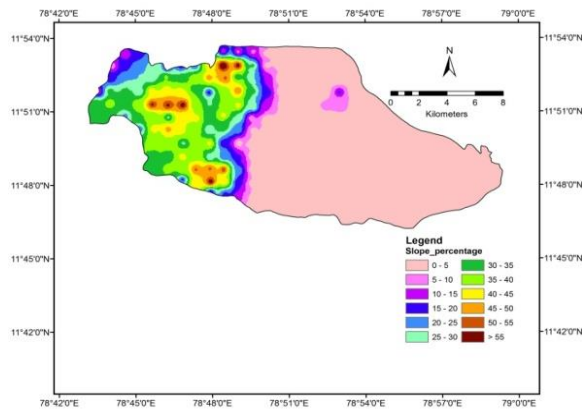 78°42'0"E 78°45'0"E 78°48'0"E 78°51'0"E 78°54'0"E 78°57'0"E 79°0'0"E
11°54'0"N 11°54'0"N
N
11°51'0"N 11°51'0"N
0 2 4 6 8
Kilometers
11°48'0"N 11°48'0"N
11°45'0"N 11°45'0"N
Legend
Slope_percentage
0 - 5 30 - 35
5 - 10 35 - 40
10 - 15 40 - 45
15 - 20 45 - 50
20 - 25 50 - 55
25 - 30 > 55
11°42'0"N 11°42'0"N
78°42'0"E 78°45'0"E 78°48'0"E 78°51'0"E 78°54'0"E 78°57'0"E 79°0'0"E